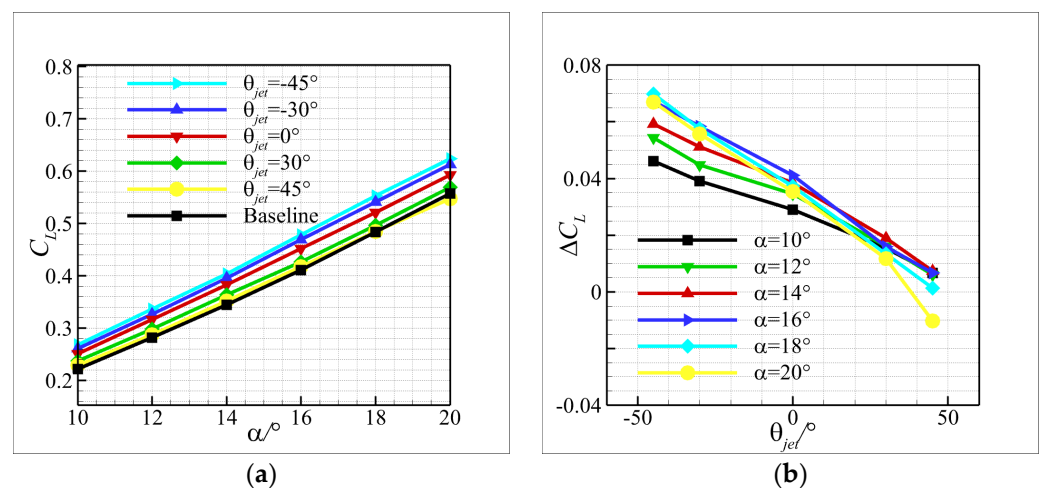 0.8
0.7
0.6
0.5
0.4
0.3
0.2
C_L
θ_jet=-45°
θ_jet=-30°
θ_jet=0°
θ_jet=30°
θ_jet=45°
Baseline
10 12 14 16 18 20
α/°
(a)
0.08
0.04
0
-0.04
ΔC_L
α=10°
α=12°
α=14°
α=16°
α=18°
α=20°
-50 0 50
θ_jet/°
(b)